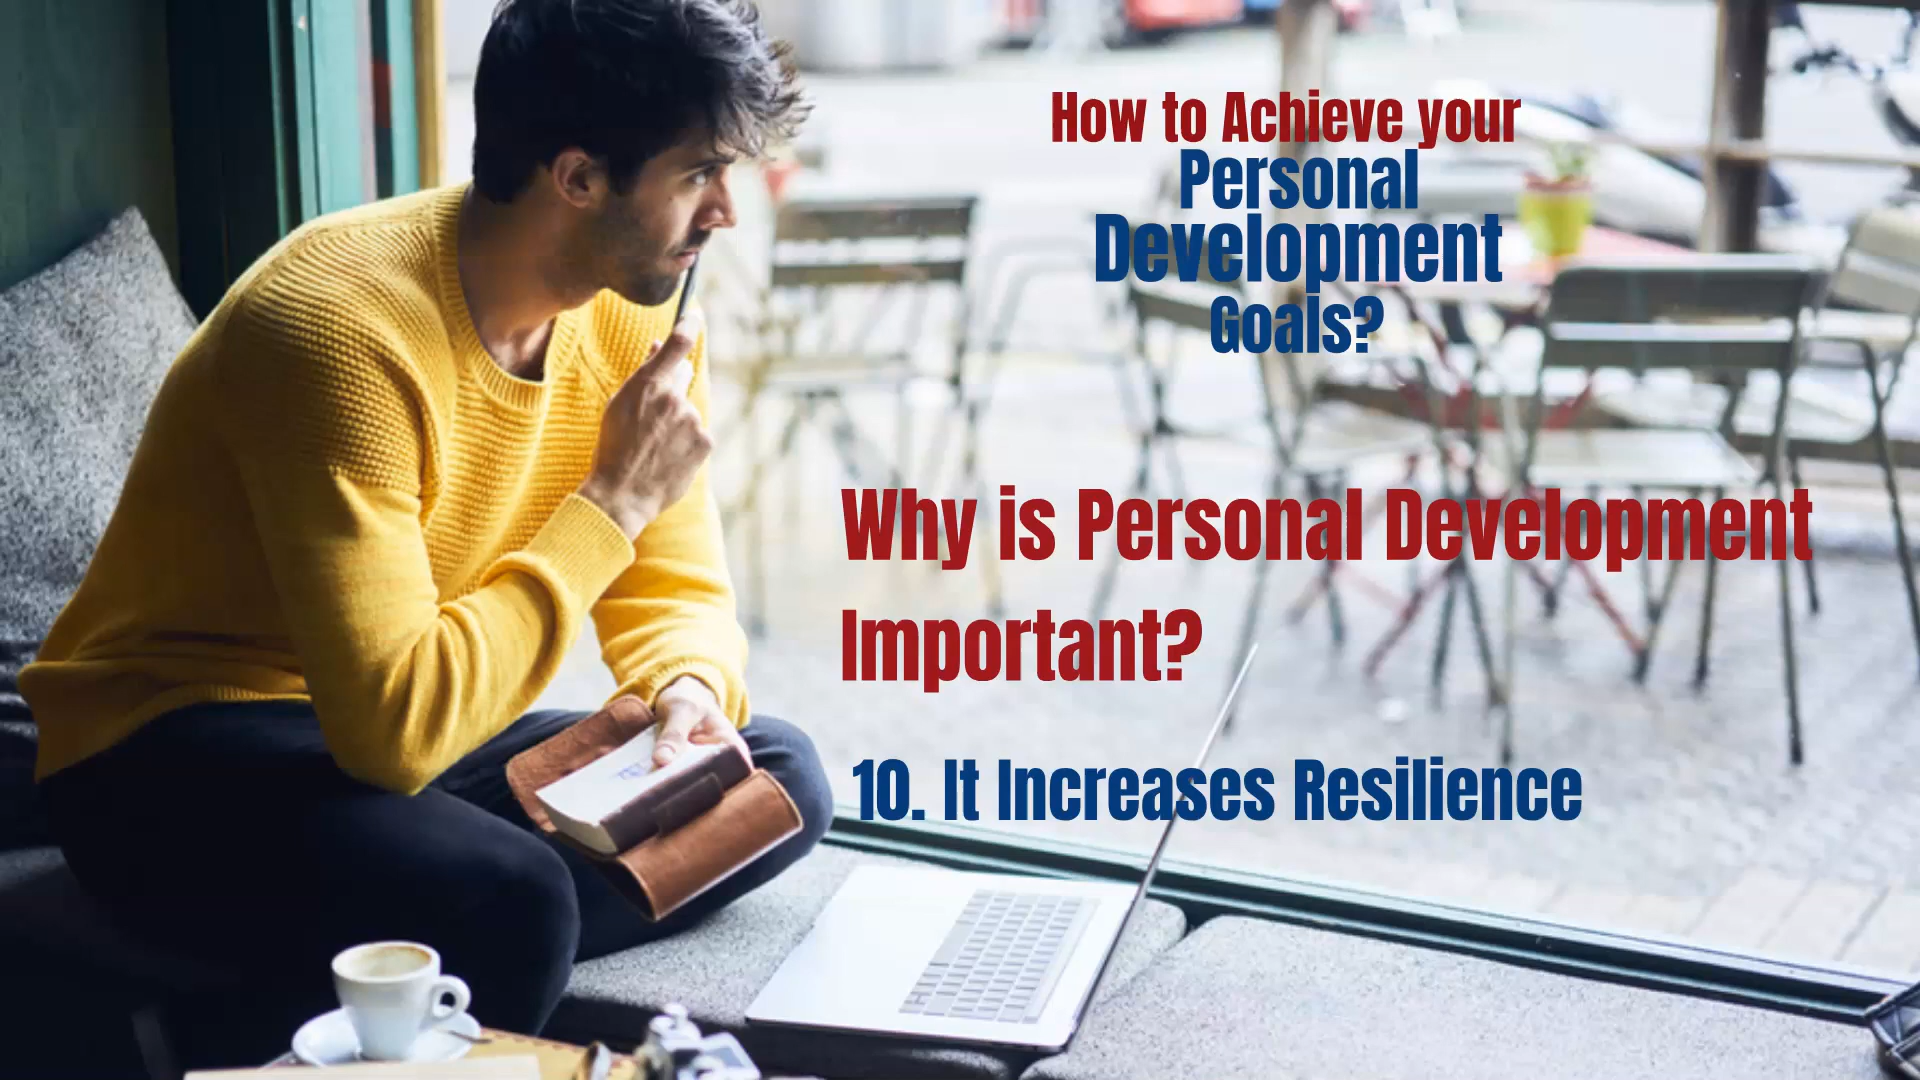 How to Achieve your
Personal
Development
Goals?
Why is Personal Development
Important?
10. It Increases Resilience